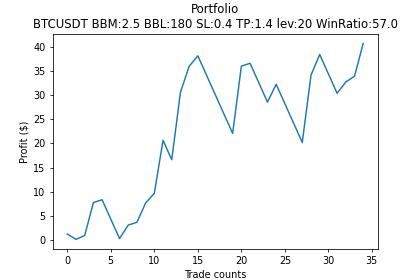 Portfolio
BTCUSDT BBM:2.5 BBL:180 SL:0.4 TP:1.4 lev:20 WinRatio:57.0
40
35
30
25
20
15
10
5
0
Profit ($)
0 5 10 15 20 25 30 35
Trade counts